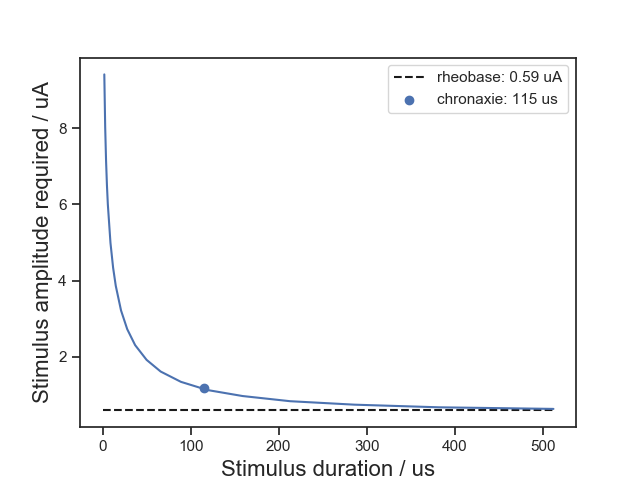 rheobase: 0.59 uA
chronaxie: 115 us
Stimulus amplitude required / uA
8
6
4
2
0 100 200 300 400 500
Stimulus duration / us